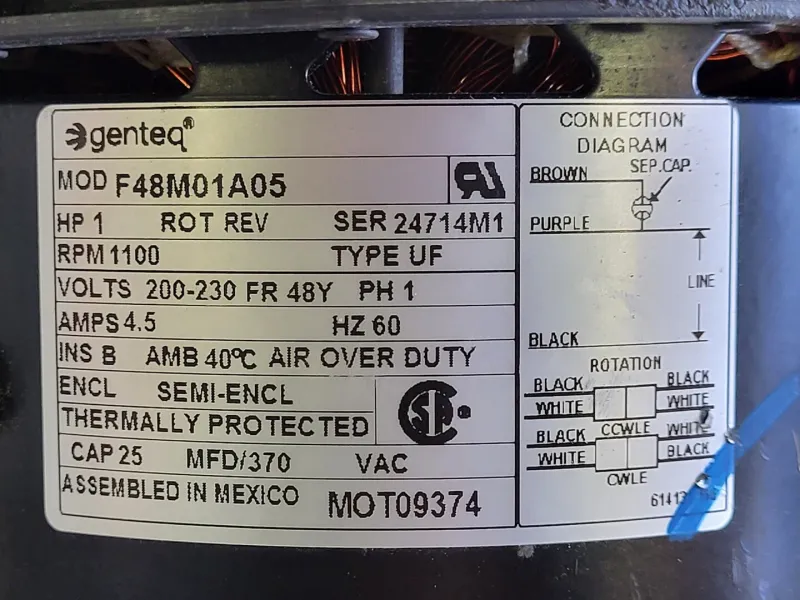 genteq®
MOD F48M01A05
HP 1 ROT REV SER 24714M1
RPM 1100 TYPE UF
VOLTS 200-230 FR 48Y PH 1
AMPS 4.5 HZ 60
INS B AMB 40ºC AIR OVER DUTY
ENCL SEMI-ENCL
THERMALLY PROTECTED
CAP 25 MFD/370 VAC
ASSEMBLED IN MEXICO MOT09374
CONNECTION
DIAGRAM
SEP.CAP.
BROWN
PURPLE
LINE
BLACK
ROTATION
BLACK BLACK
WHITE WHITE
CCWLE
BLACK WHITE
WHITE BLACK
CWLE